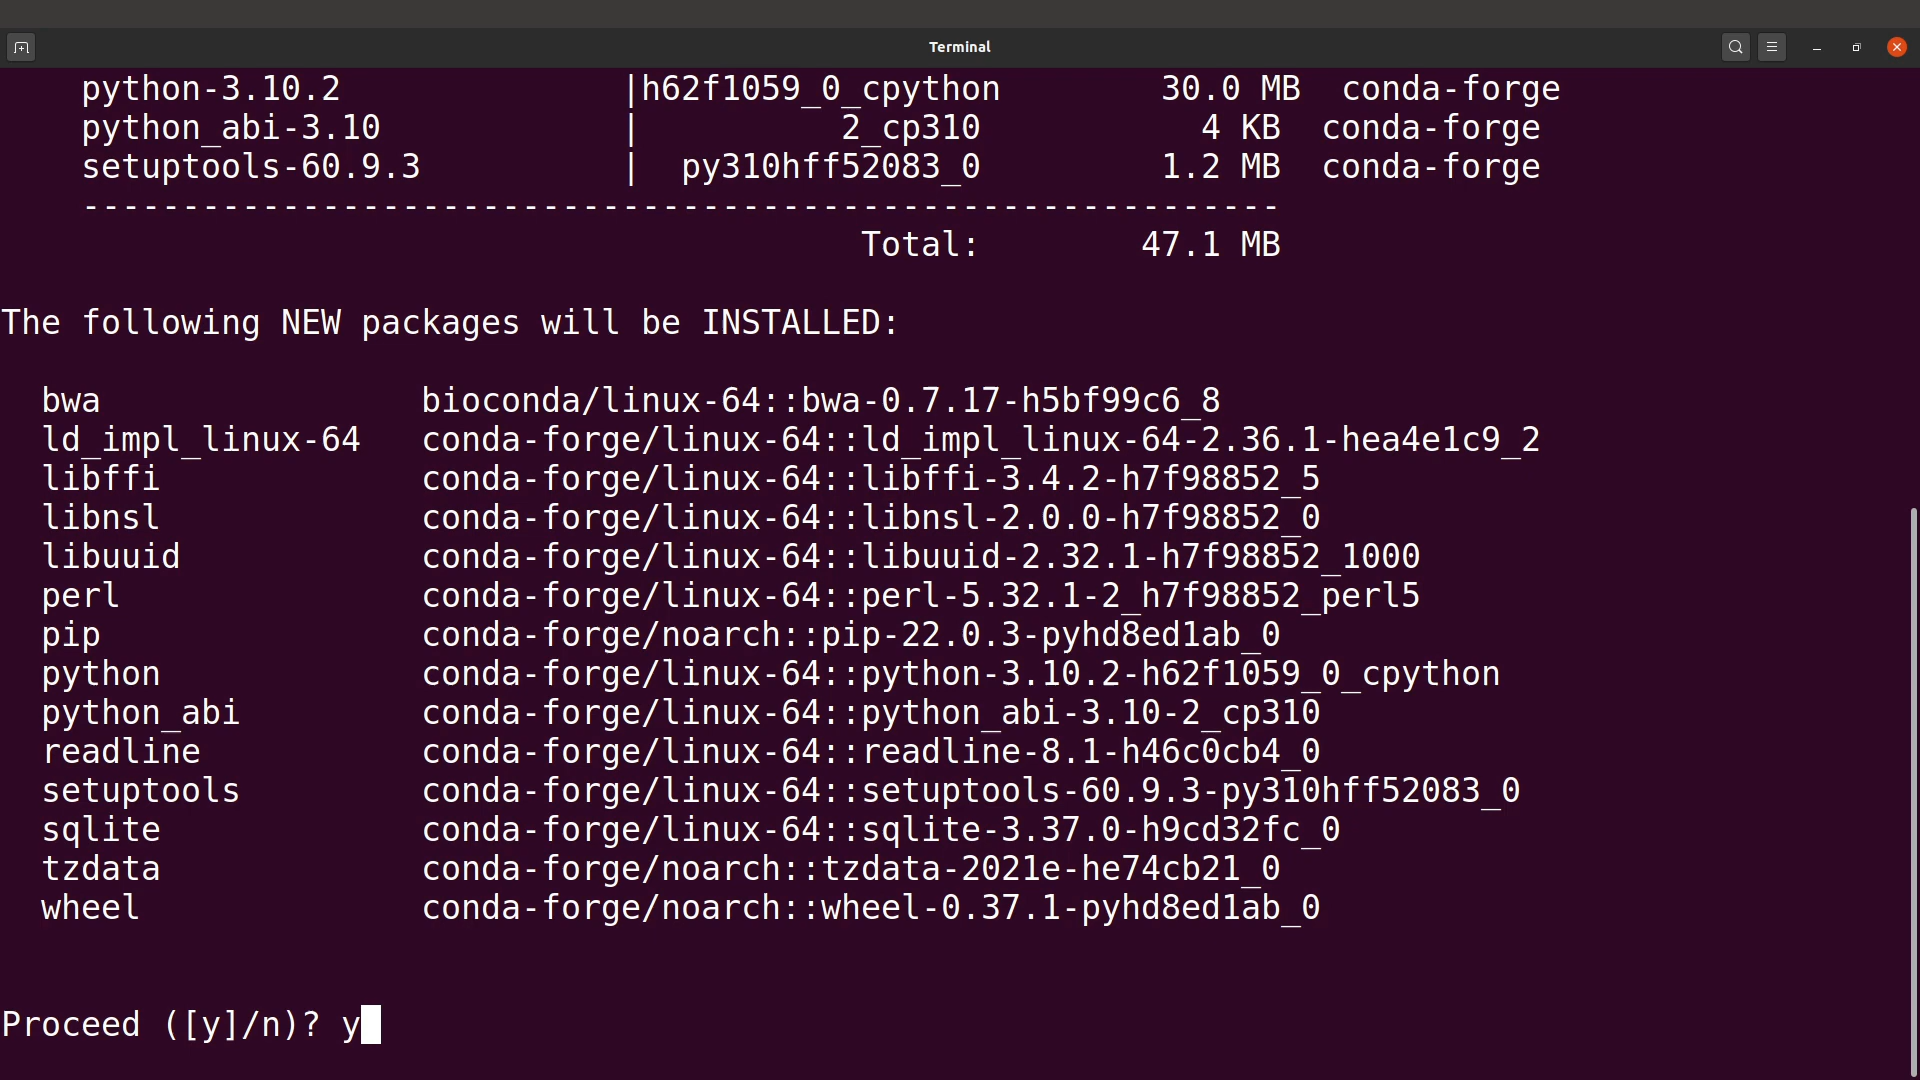 Terminal
python-3.10.2 |h62f1059_0_cpython 30.0 MB conda-forge
python_abi-3.10 | 2_cp310 4 KB conda-forge
setuptools-60.9.3 | py310hff52083_0 1.2 MB conda-forge
------------------------------------------------------------
Total: 47.1 MB
The following NEW packages will be INSTALLED:
bwa bioconda/linux-64::bwa-0.7.17-h5bf99c6_8
ld_impl_linux-64 conda-forge/linux-64::ld_impl_linux-64-2.36.1-hea4e1c9_2
libffi conda-forge/linux-64::libffi-3.4.2-h7f98852_5
libnsl conda-forge/linux-64::libnsl-2.0.0-h7f98852_0
libuuid conda-forge/linux-64::libuuid-2.32.1-h7f98852_1000
perl conda-forge/linux-64::perl-5.32.1-2_h7f98852_perl5
pip conda-forge/noarch::pip-22.0.3-pyhd8ed1ab_0
python conda-forge/linux-64::python-3.10.2-h62f1059_0_cpython
python_abi conda-forge/linux-64::python_abi-3.10-2_cp310
readline conda-forge/linux-64::readline-8.1-h46c0cb4_0
setuptools conda-forge/linux-64::setuptools-60.9.3-py310hff52083_0
sqlite conda-forge/linux-64::sqlite-3.37.0-h9cd32fc_0
tzdata conda-forge/noarch::tzdata-2021e-he74cb21_0
wheel conda-forge/noarch::wheel-0.37.1-pyhd8ed1ab_0
Proceed ([y]/n)? y